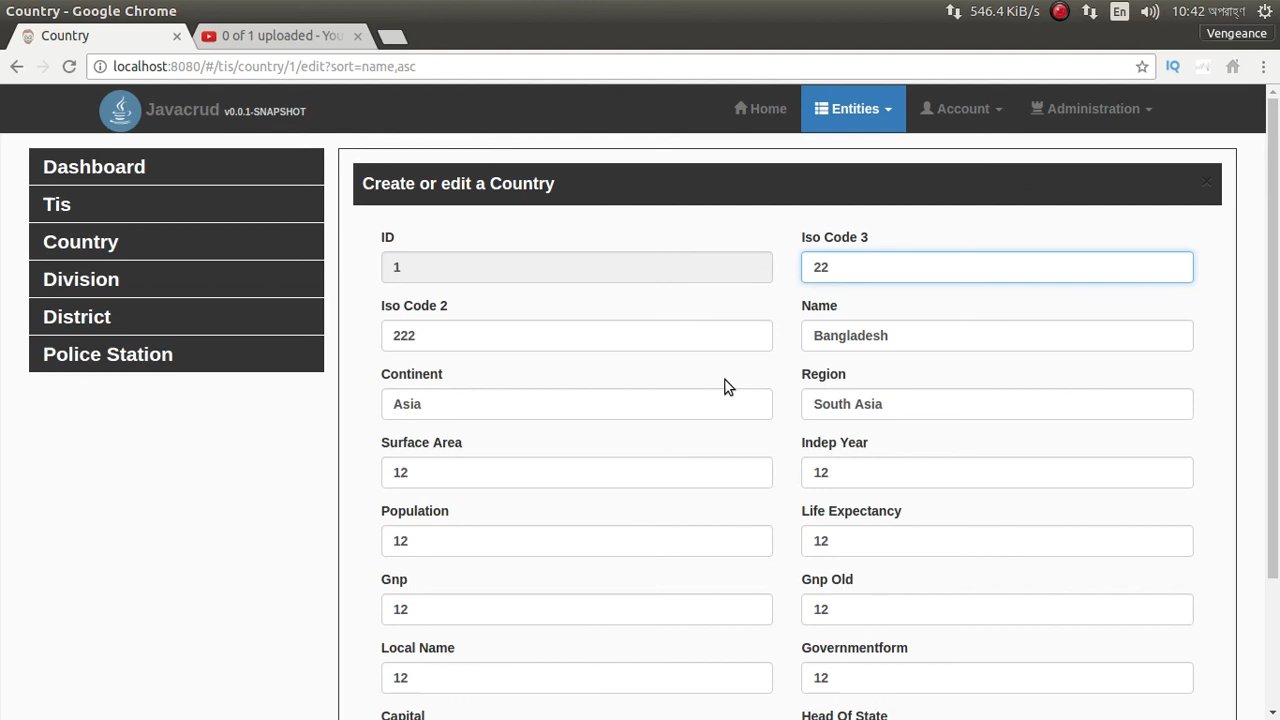 Country - Google Chrome
546.4 KiB/s En 10:42 অপরাহ্ণ
Country
0 of 1 uploaded - You
Vengeance
localhost:8080/#/tis/country/1/edit?sort=name,asc
IQ
Javacrud v0.0.1-SNAPSHOT
Home
Entities
Account
Administration
Dashboard
Tis
Country
Division
District
Police Station
Create or edit a Country
ID
1
Iso Code 3
22
Iso Code 2
222
Name
Bangladesh
Continent
Asia
Region
South Asia
Surface Area
12
Indep Year
12
Population
12
Life Expectancy
12
Gnp
12
Gnp Old
12
Local Name
12
Governmentform
12
Capital
Head Of State